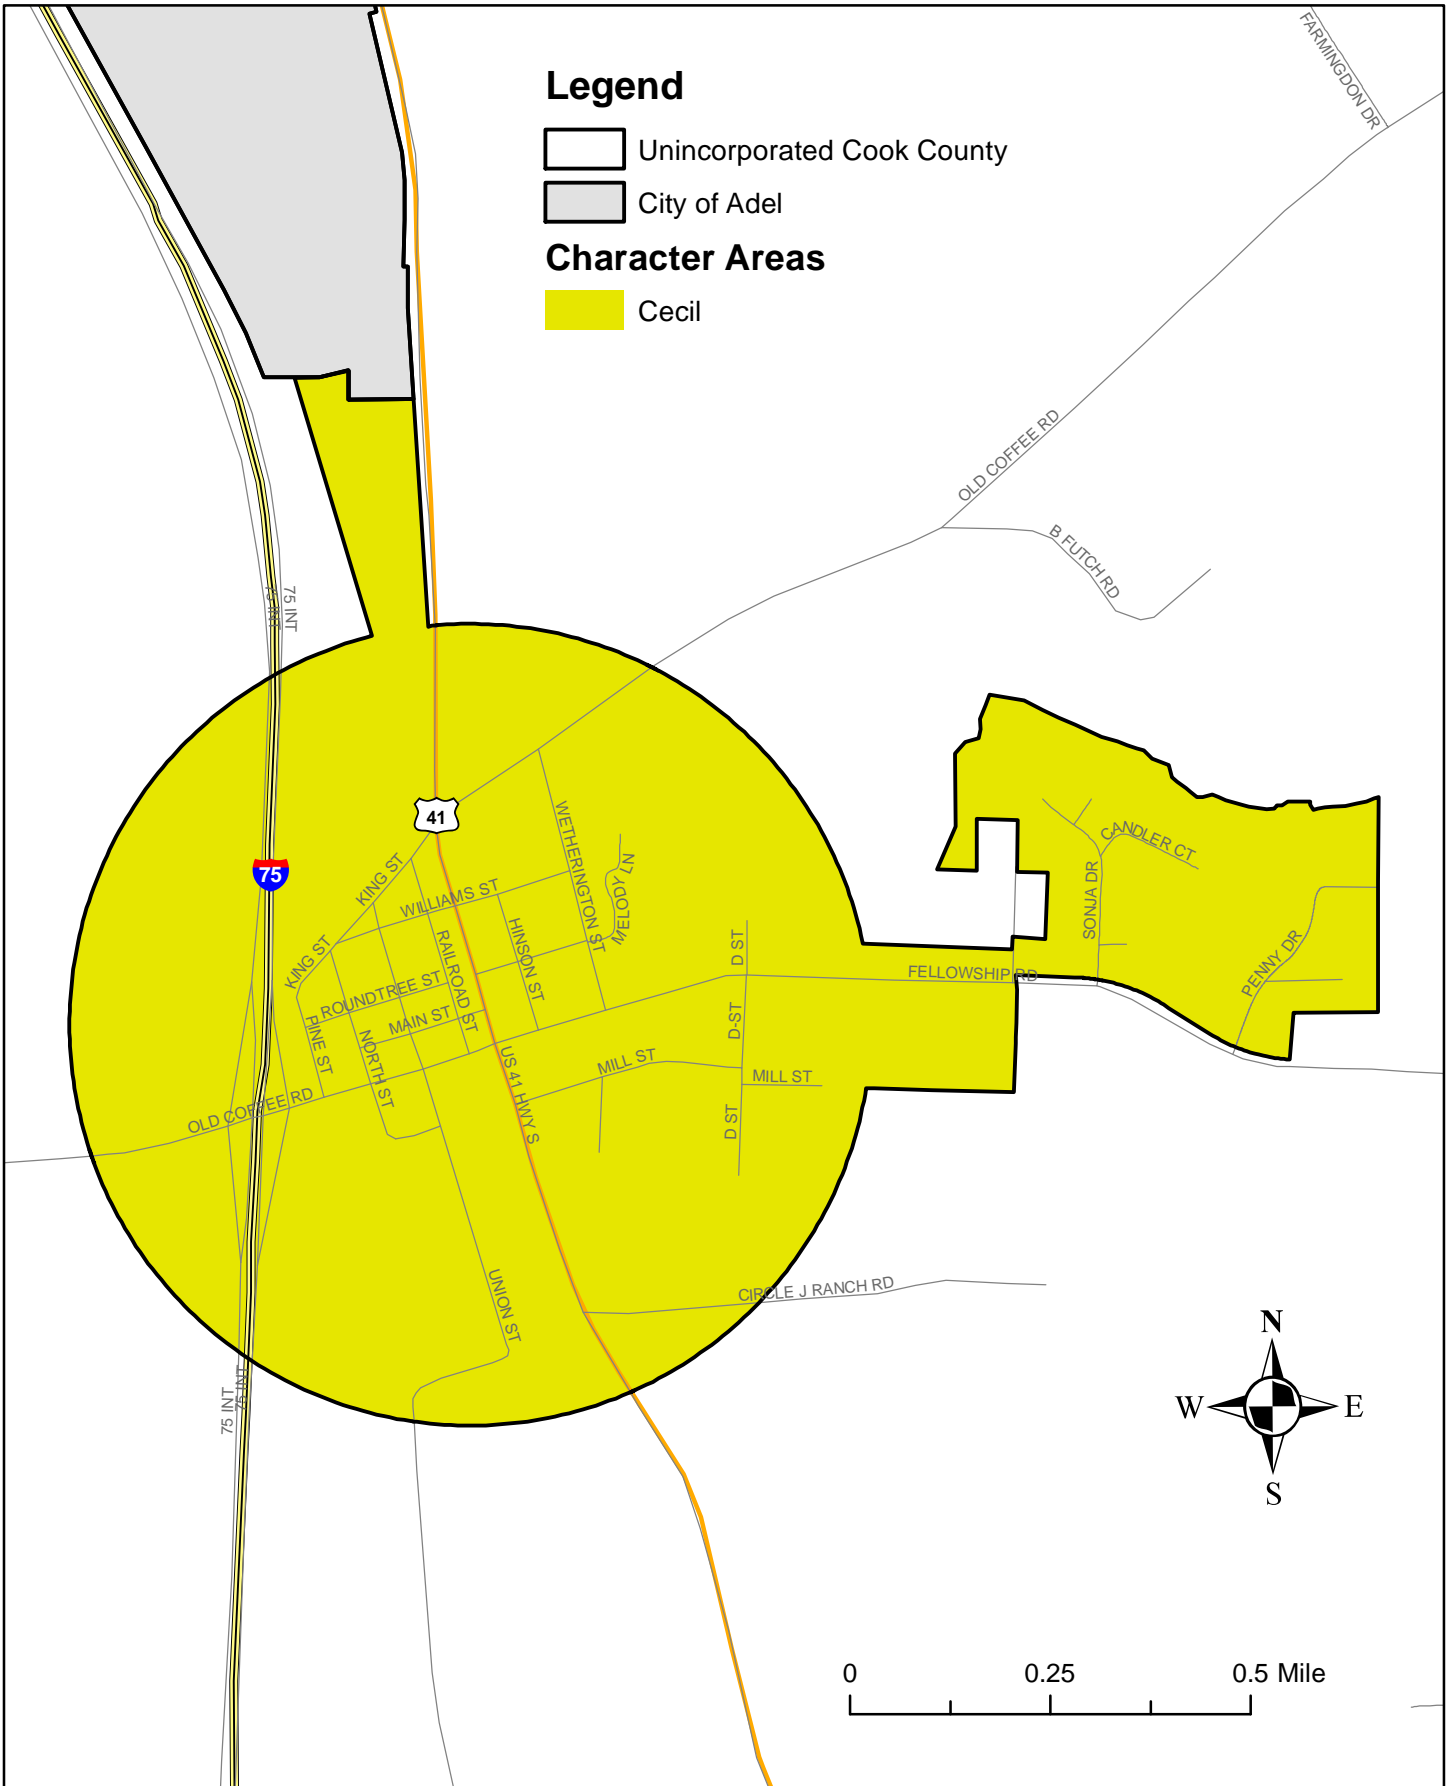 FARMINGDON DR
Legend
Unincorporated Cook County
City of Adel
Character Areas
Cecil
OLD COFFEE RD
B FUTCH RD
75 INT
75 INT
41
75
KING ST
WILLIAMS ST
WETHERINGTON ST
MELODY LN
CANDLER CT
SONJA DR
KING ST
RAILROAD ST
HINSON ST
D ST
FELLOWSHIP RD
PENNY DR
ROUNDTREE ST
MAIN ST
PINE ST
NORTH ST
D-ST
US 41 HWY S
MILL ST
MILL ST
OLD COFFEE RD
D ST
UNION ST
CIRCLE J RANCH RD
75 INT
75 INT
N
W E
S
0 0.25 0.5 Mile